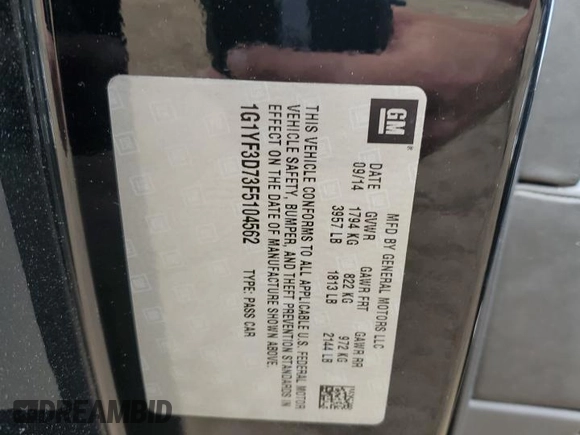 GM
MFD BY GENERAL MOTORS LLC
DATE GVWR GAWR FRT GAWR RR
09/14 1794 KG 822 KG 972 KG
3957 LB 1813 LB 2144 LB
THIS VEHICLE CONFORMS TO ALL APPLICABLE U.S. FEDERAL MOTOR
VEHICLE SAFETY, BUMPER, AND THEFT PREVENTION STANDARDS IN
EFFECT ON THE DATE OF MANUFACTURE SHOWN ABOVE.
1G1YF3D73F5104562 TYPE: PASS CAR
DREAMBID